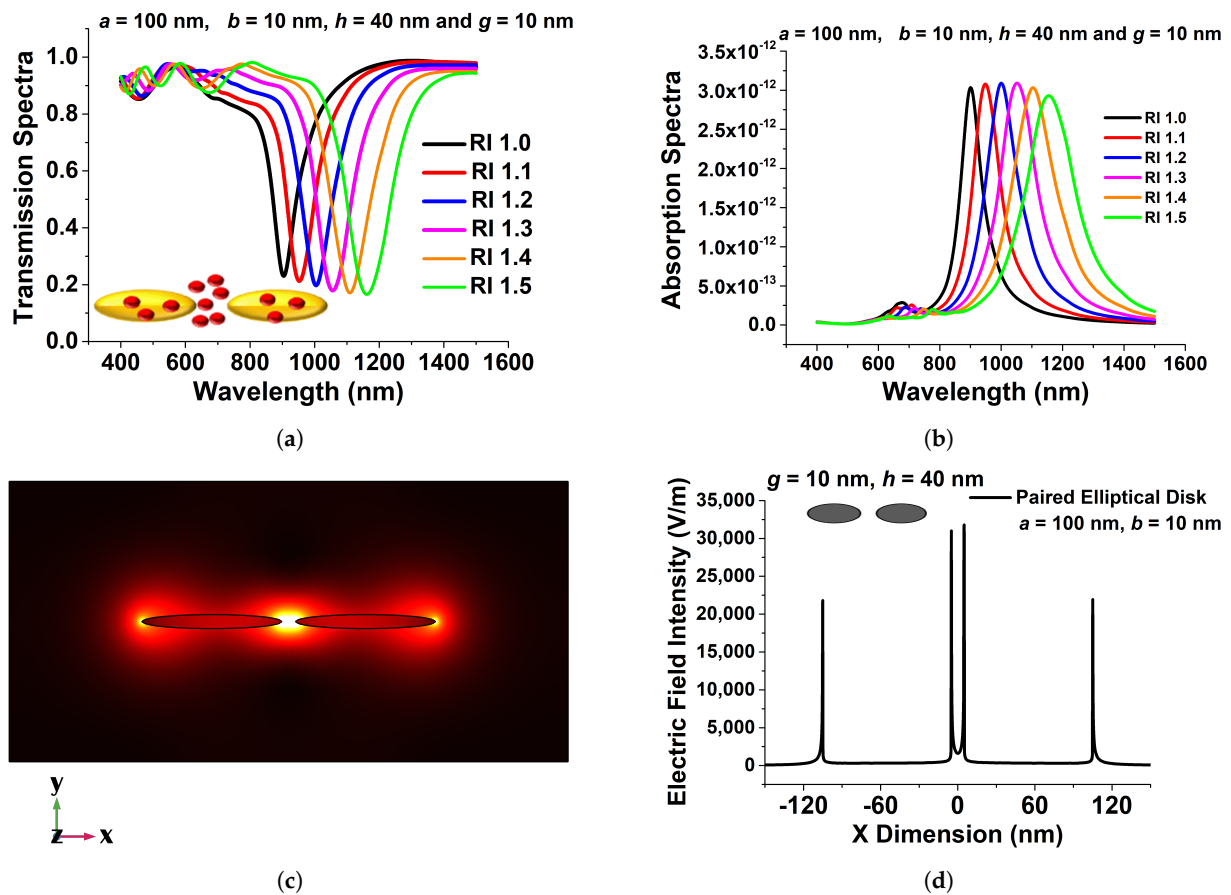 a = 100 nm, b = 10 nm, h = 40 nm and g = 10 nm
Transmission Spectra
1.0
0.8
0.6
0.4
0.2
0.0
RI 1.0
RI 1.1
RI 1.2
RI 1.3
RI 1.4
RI 1.5
400 600 800 1000 1200 1400 1600
Wavelength (nm)
(a)
a = 100 nm, b = 10 nm, h = 40 nm and g = 10 nm
Absorption Spectra
3.5x10-12
3.0x10-12
2.5x10-12
2.0x10-12
1.5x10-12
1.0x10-12
5.0x10-13
0.0
RI 1.0
RI 1.1
RI 1.2
RI 1.3
RI 1.4
RI 1.5
400 600 800 1000 1200 1400 1600
Wavelength (nm)
(b)
y
z x
(c)
g = 10 nm, h = 40 nm
Electric Field Intensity (V/m)
35,000
30,000
25,000
20,000
15,000
10,000
5,000
0
Paired Elliptical Disk
a = 100 nm, b = 10 nm
-120 -60 0 60 120
X Dimension (nm)
(d)